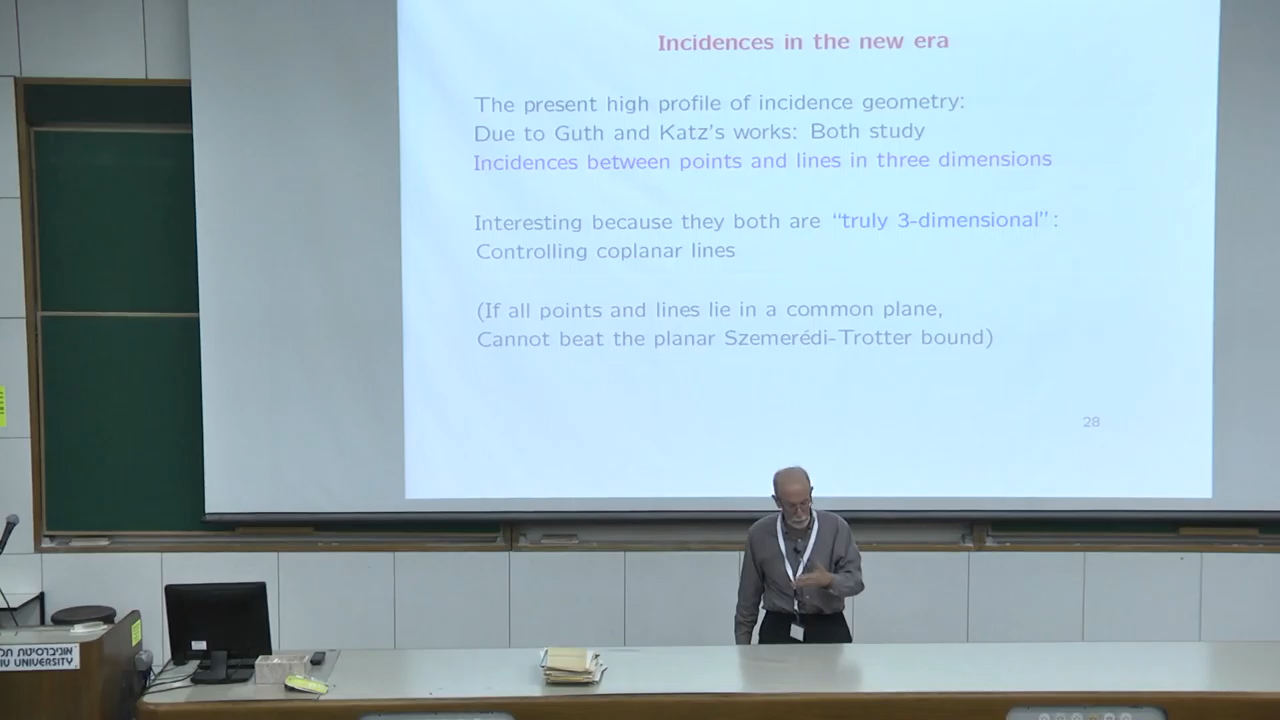 Incidences in the new era
The present high profile of incidence geometry:
Due to Guth and Katz's works: Both study
Incidences between points and lines in three dimensions
Interesting because they both are “truly 3-dimensional”:
Controlling coplanar lines
(If all points and lines lie in a common plane,
Cannot beat the planar Szemerédi-Trotter bound)
28
אוניברסיטת
UNIVERSITY